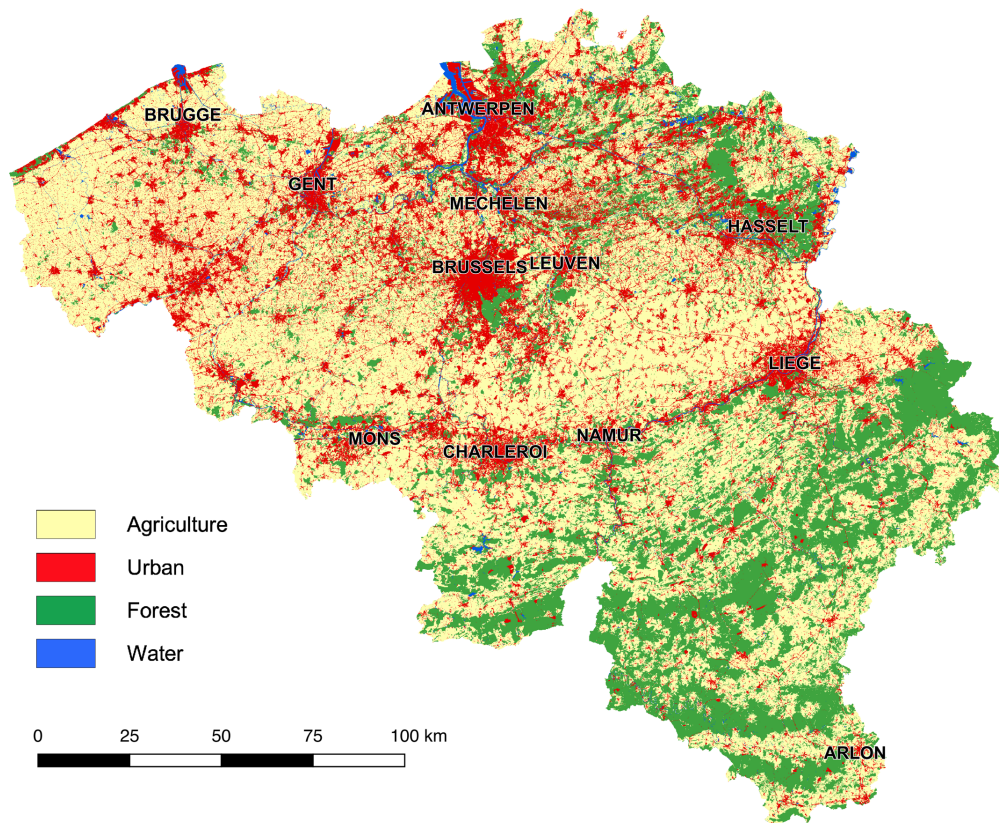 ANTWERPEN
BRUGGE
GENT
MECHELEN
HASSELT
BRUSSELS
LEUVEN
LIEGE
MONS
NAMUR
CHARLEROI
Agriculture
Urban
Forest
Water
0 25 50 75 100 km
ARLON